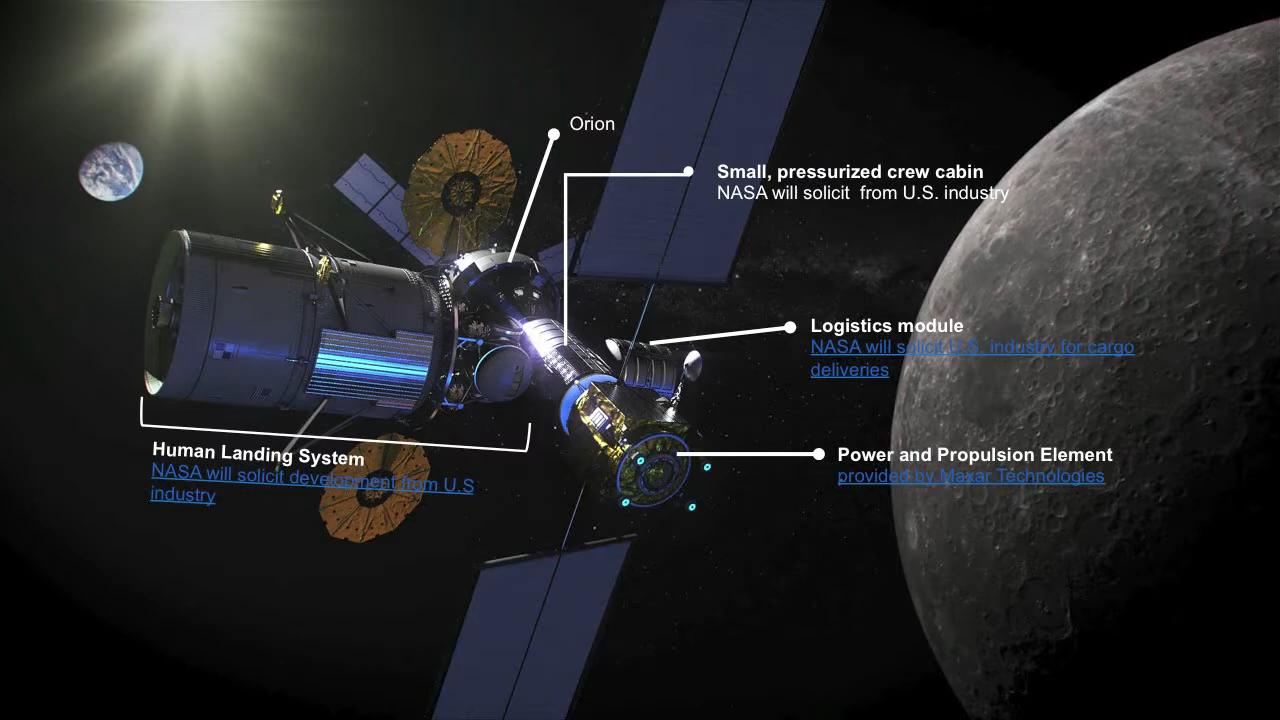 Orion
Small, pressurized crew cabin
NASA will solicit  from U.S. industry
Logistics module
NASA will solicit U.S. industry for cargo
deliveries
Human Landing System
NASA will solicit development from U.S
industry
Power and Propulsion Element
provided by Maxar Technologies